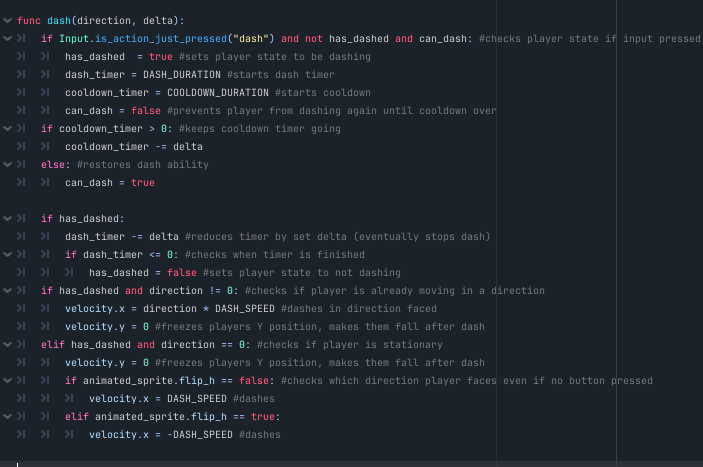 func dash(direction, delta):
if Input.is_action_just_pressed("dash") and not has_dashed and can_dash: #checks player state if input pressed
has_dashed  = true #sets player state to be dashing
dash_timer = DASH_DURATION #starts dash timer
cooldown_timer = COOLDOWN_DURATION #starts cooldown
can_dash = false #prevents player from dashing again until cooldown over
if cooldown_timer > 0: #keeps cooldown timer going
cooldown_timer -= delta
else: #restores dash ability
can_dash = true
if has_dashed:
dash_timer -= delta #reduces timer by set delta (eventually stops dash)
if dash_timer <= 0: #checks when timer is finished
has_dashed = false #sets player state to not dashing
if has_dashed and direction != 0: #checks if player is already moving in a direction
velocity.x = direction * DASH_SPEED #dashes in direction faced
velocity.y = 0 #freezes players Y position, makes them fall after dash
elif has_dashed and direction == 0: #checks if player is stationary
velocity.y = 0 #freezes players Y position, makes them fall after dash
if animated_sprite.flip_h == false: #checks which direction player faces even if no button pressed
velocity.x = DASH_SPEED #dashes
elif animated_sprite.flip_h == true:
velocity.x = -DASH_SPEED #dashes